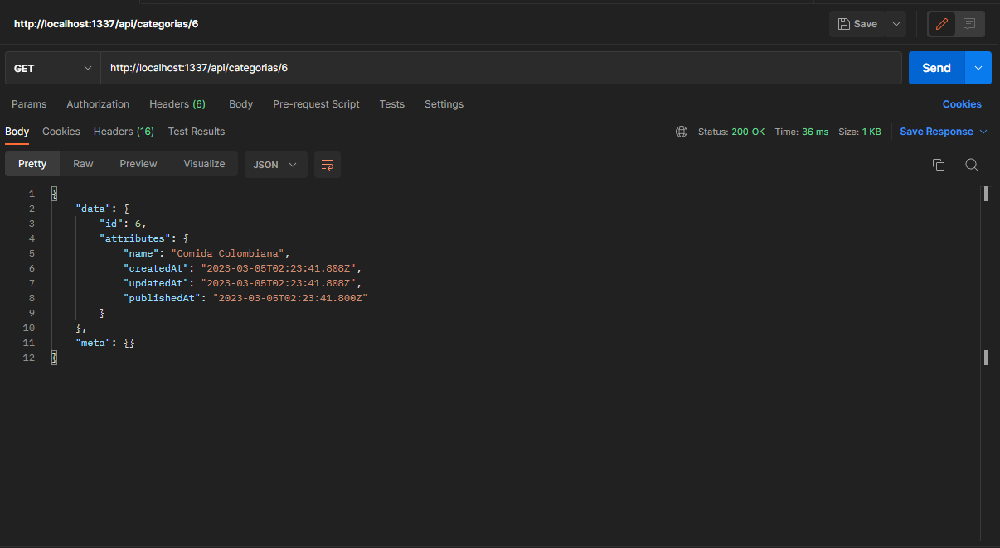 http://localhost:1337/api/categorias/6
Save
GET
http://localhost:1337/api/categorias/6
Send
Params Authorization Headers (6) Body Pre-request Script Tests Settings Cookies
Body Cookies Headers (16) Test Results Status: 200 OK Time: 36 ms Size: 1 KB Save Response
Pretty Raw Preview Visualize JSON
1 {
2 "data": {
3 "id": 6,
4 "attributes": {
5 "name": "Comida Colombiana",
6 "createdAt": "2023-03-05T02:23:41.808Z",
7 "updatedAt": "2023-03-05T02:23:41.808Z",
8 "publishedAt": "2023-03-05T02:23:41.800Z"
9 }
10 },
11 "meta": {}
12 }